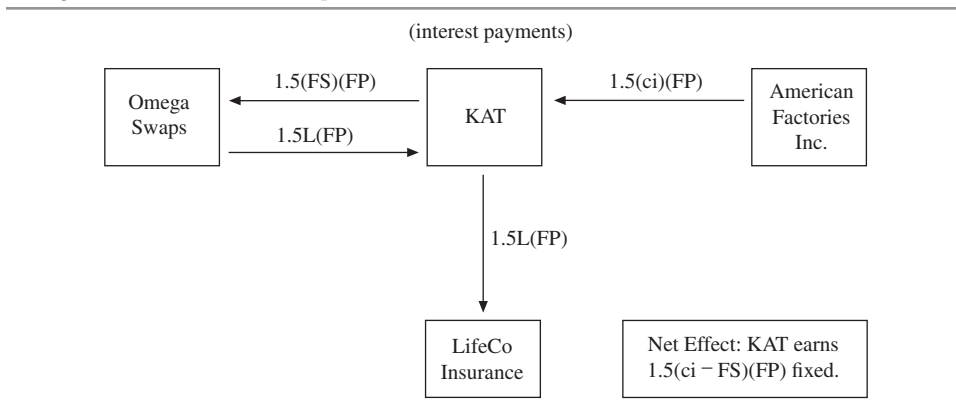 (interest payments)
1.5(FS)(FP)
1.5(ci)(FP)
Omega
Swaps
KAT
American
Factories
Inc.
1.5L(FP)
1.5L(FP)
LifeCo
Insurance
Net Effect: KAT earns
1.5(ci – FS)(FP) fixed.